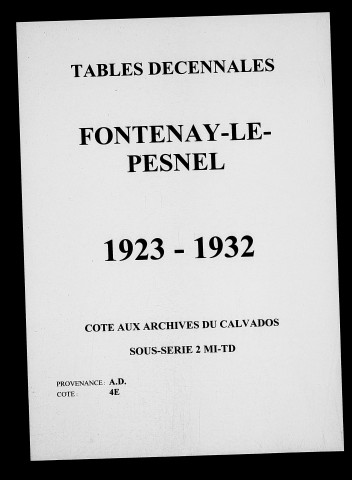 TABLES DECENNALES
FONTENAY-LE-
PESNEL
1923 - 1932
COTE AUX ARCHIVES DU CALVADOS
SOUS-SERIE 2 MI-TD
PROVENANCE: A.D.
COTE: 4E